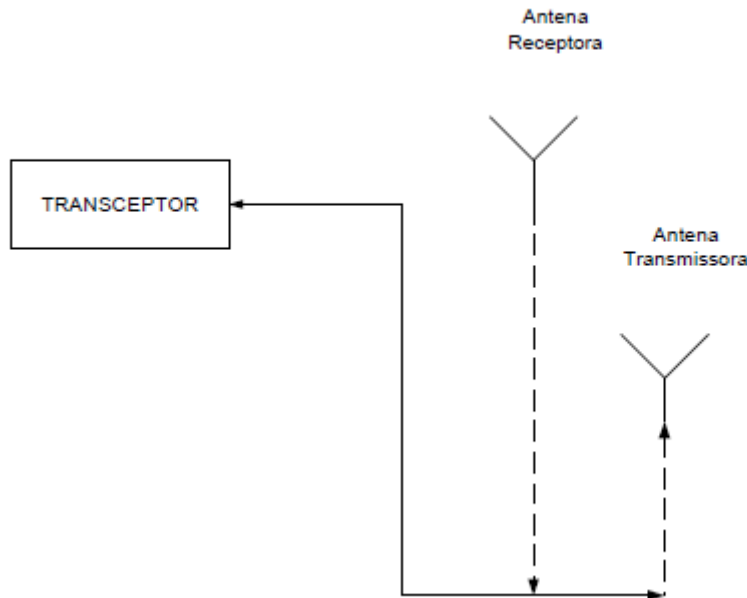 Antena
Receptora
TRANSCEPTOR
Antena
Transmissora